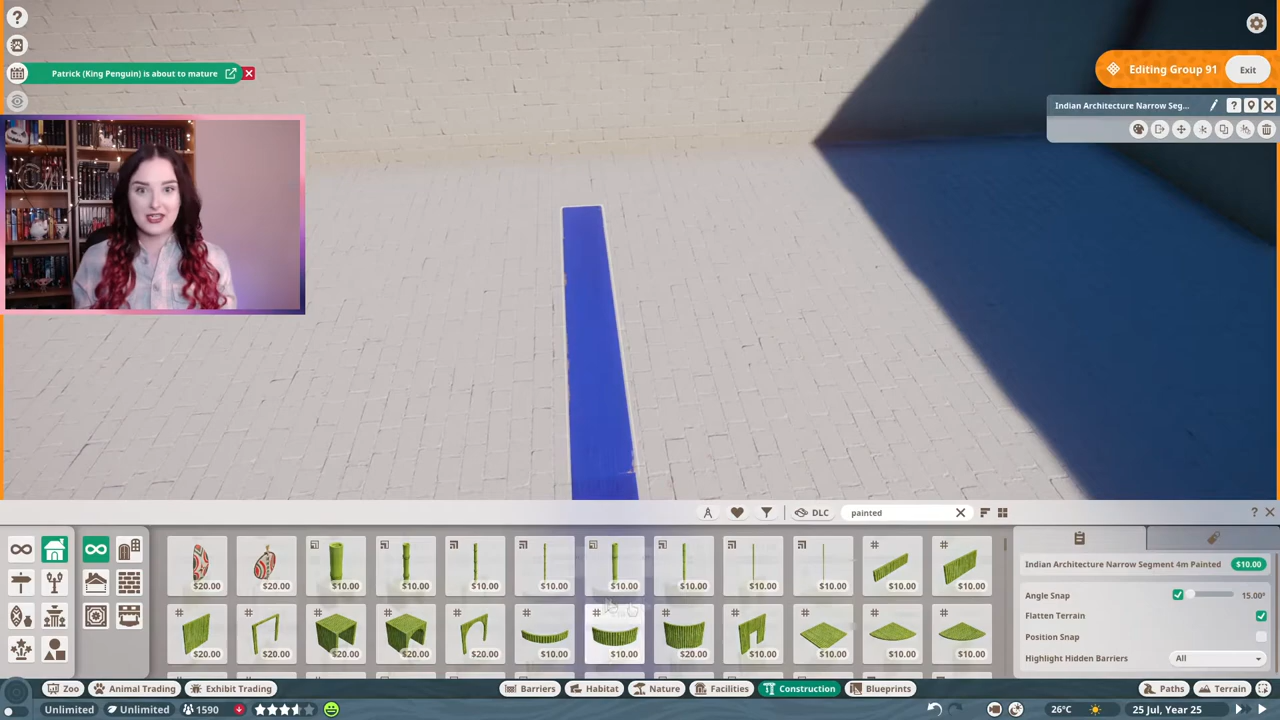 ?
Patrick (King Penguin) is about to mature
Editing Group 91
Exit
Indian Architecture Narrow Seg...
?
DLC
painted
?
$20.00
$20.00
$10.00
$10.00
$10.00
$10.00
$10.00
$10.00
$10.00
$10.00
$10.00
$10.00
$20.00
$20.00
$20.00
$20.00
$20.00
$10.00
$10.00
$20.00
$10.00
$10.00
$10.00
$10.00
Indian Architecture Narrow Segment 4m Painted
$10.00
Angle Snap
15.00°
Flatten Terrain
Position Snap
Highlight Hidden Barriers
All
Zoo
Animal Trading
Exhibit Trading
Barriers
Habitat
Nature
Facilities
Construction
Blueprints
Paths
Terrain
Unlimited
Unlimited
1590
26°C
25 Jul, Year 25